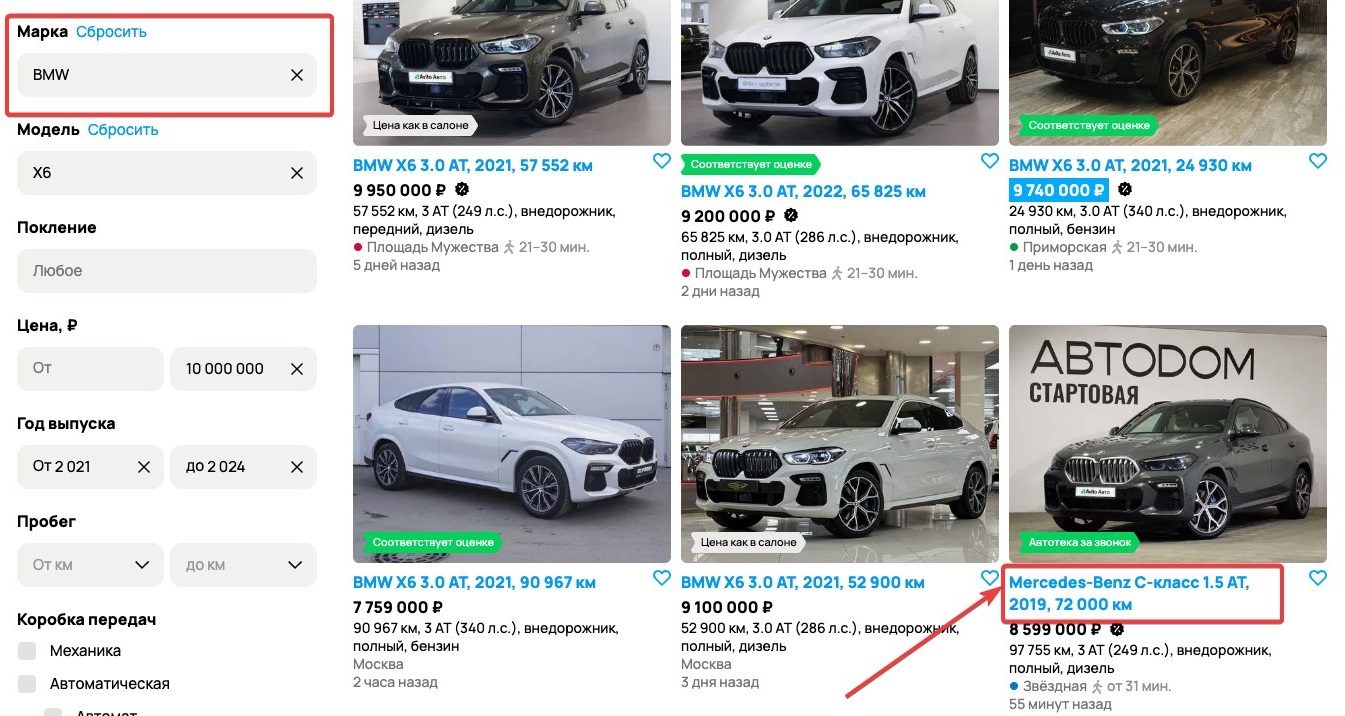 Марка Сбросить
BMW
Модель Сбросить
X6
Покление
Любое
Цена, ₽
От
10 000 000
Год выпуска
От 2 021
до 2 024
Пробег
От км
до км
Коробка передач
Механика
Автоматическая
Автомат
Avito Авто
Цена как в салоне
BMW X6 3.0 AT, 2021, 57 552 км
9 950 000 ₽
57 552 км, 3 AT (249 л.с.), внедорожник,
передний, дизель
Площадь Мужества 21–30 мин.
5 дней назад
Соответствует оценке
BMW X6 3.0 AT, 2022, 65 825 км
9 200 000 ₽
65 825 км, 3.0 AT (286 л.с.), внедорожник,
полный, дизель
Площадь Мужества 21–30 мин.
2 дни назад
Avito Авто
Соответствует оценке
BMW X6 3.0 AT, 2021, 24 930 км
9 740 000 ₽
24 930 км, 3.0 AT (340 л.с.), внедорожник,
полный, бензин
Приморская 21–30 мин.
1 день назад
Соответствует оценке
BMW X6 3.0 AT, 2021, 90 967 км
7 759 000 ₽
90 967 км, 3 AT (340 л.с.), внедорожник,
полный, бензин
Москва
2 часа назад
Цена как в салоне
BMW X6 3.0 AT, 2021, 52 900 км
9 100 000 ₽
52 900 км, 3.0 AT (286 л.с.), внедорожник,
полный, дизель
Москва
3 дня назад
АВТОDОМ
СТАРТОВАЯ
Avito Авто
Автотека за звонок
Mercedes-Benz C-класс 1.5 AT,
2019, 72 000 км
8 599 000 ₽
97 755 км, 3 AT (249 л.с.), внедорожник,
полный, дизель
Звёздная от 31 мин.
55 минут назад